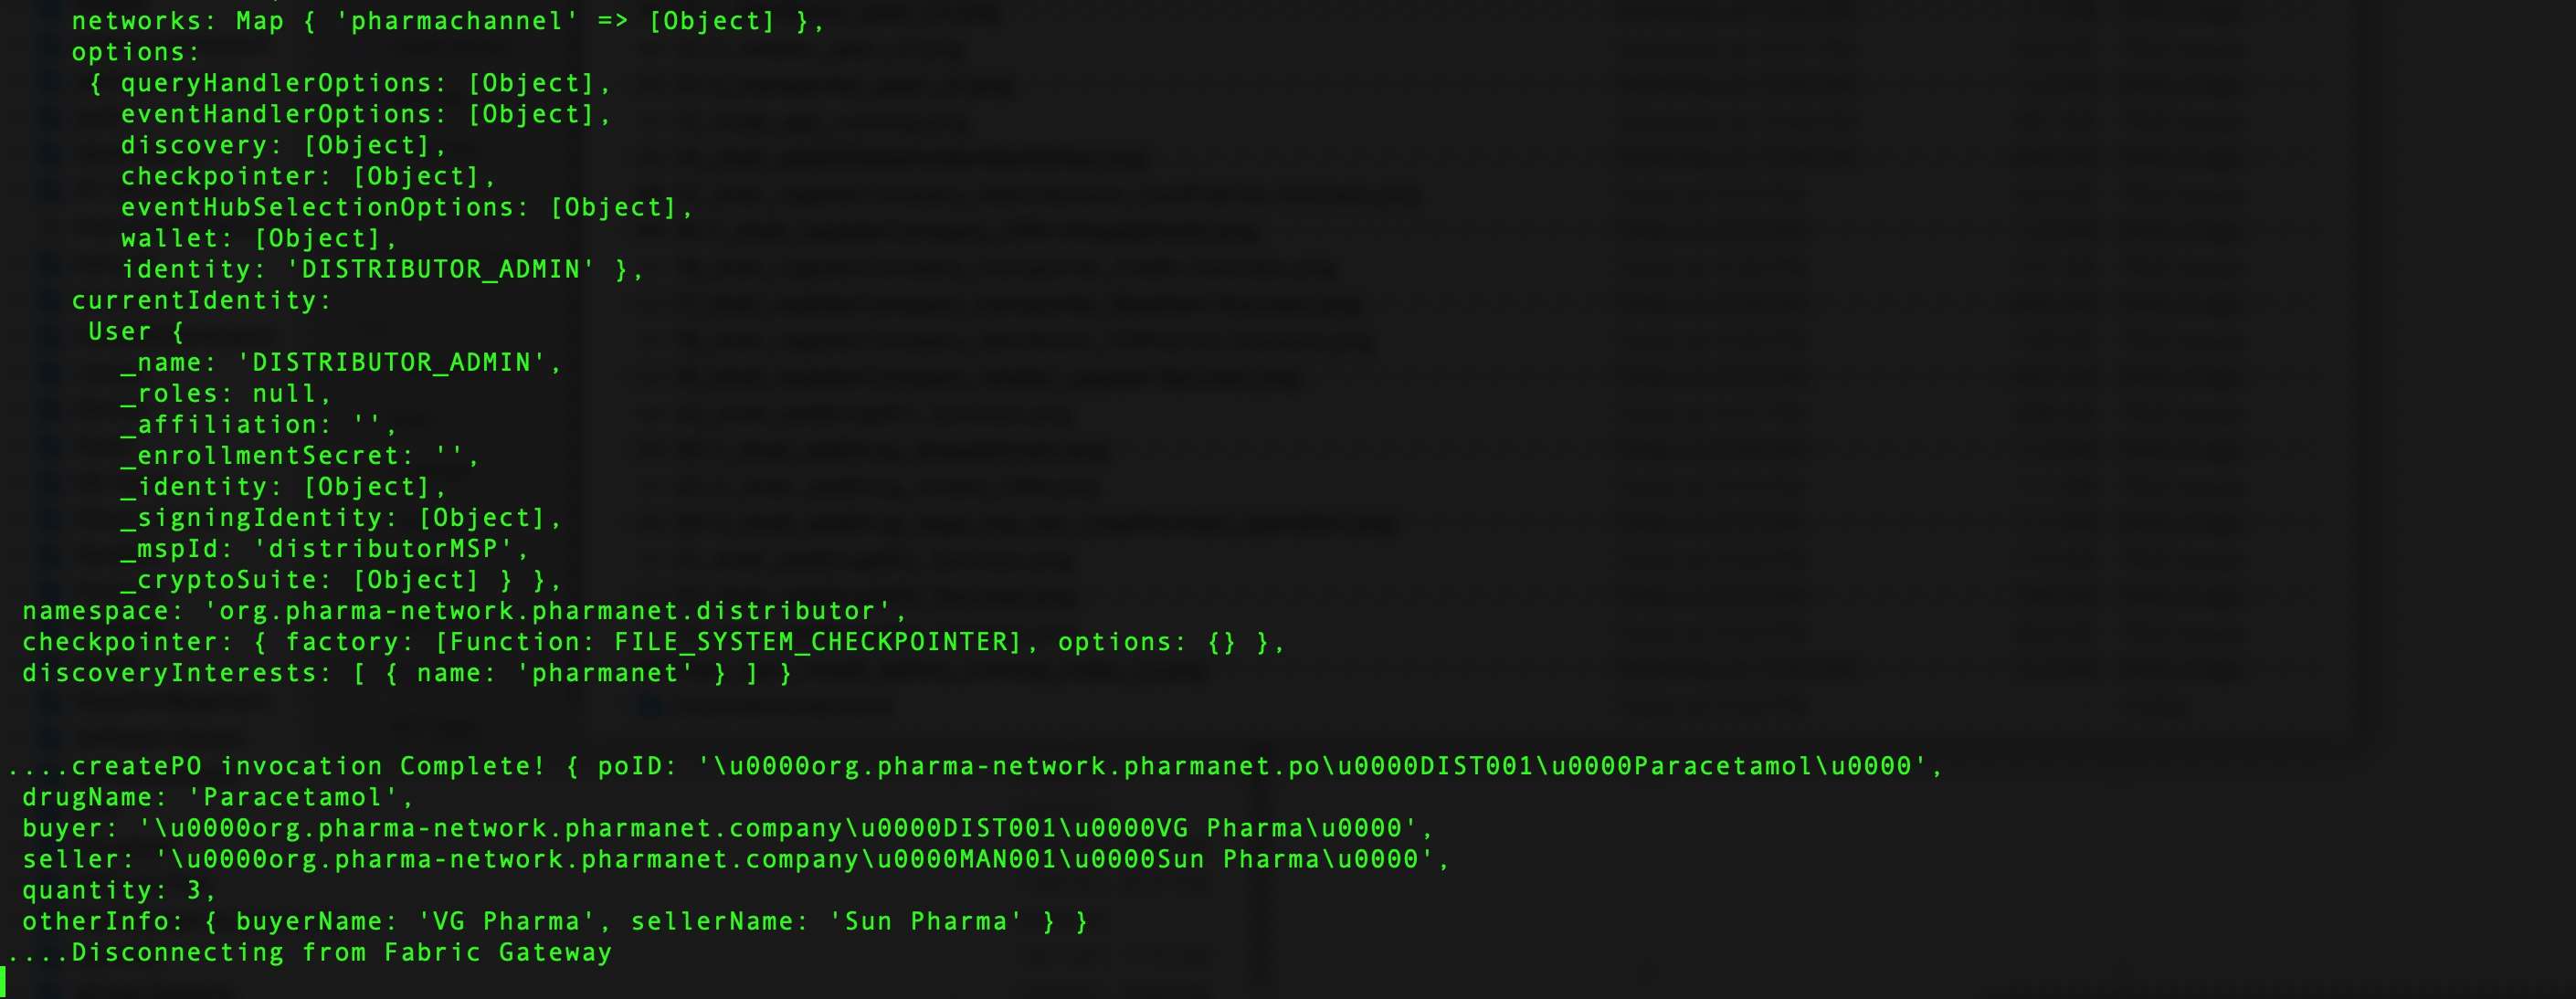 networks: Map { 'pharmachannel' => [Object] },
options:
{ queryHandlerOptions: [Object],
eventHandlerOptions: [Object],
discovery: [Object],
checkpointer: [Object],
eventHubSelectionOptions: [Object],
wallet: [Object],
identity: 'DISTRIBUTOR_ADMIN' },
currentIdentity:
User {
_name: 'DISTRIBUTOR_ADMIN',
_roles: null,
_affiliation: '',
_enrollmentSecret: '',
_identity: [Object],
_signingIdentity: [Object],
_mspId: 'distributorMSP',
_cryptoSuite: [Object] } },
namespace: 'org.pharma-network.pharmanet.distributor',
checkpointer: { factory: [Function: FILE_SYSTEM_CHECKPOINTER], options: {} },
discoveryInterests: [ { name: 'pharmanet' } ] }
....createPO invocation Complete! { poID: '\u0000org.pharma-network.pharmanet.po\u0000DIST001\u0000Paracetamol\u0000',
drugName: 'Paracetamol',
buyer: '\u0000org.pharma-network.pharmanet.company\u0000DIST001\u0000VG Pharma\u0000',
seller: '\u0000org.pharma-network.pharmanet.company\u0000MAN001\u0000Sun Pharma\u0000',
quantity: 3,
otherInfo: { buyerName: 'VG Pharma', sellerName: 'Sun Pharma' } }
....Disconnecting from Fabric Gateway